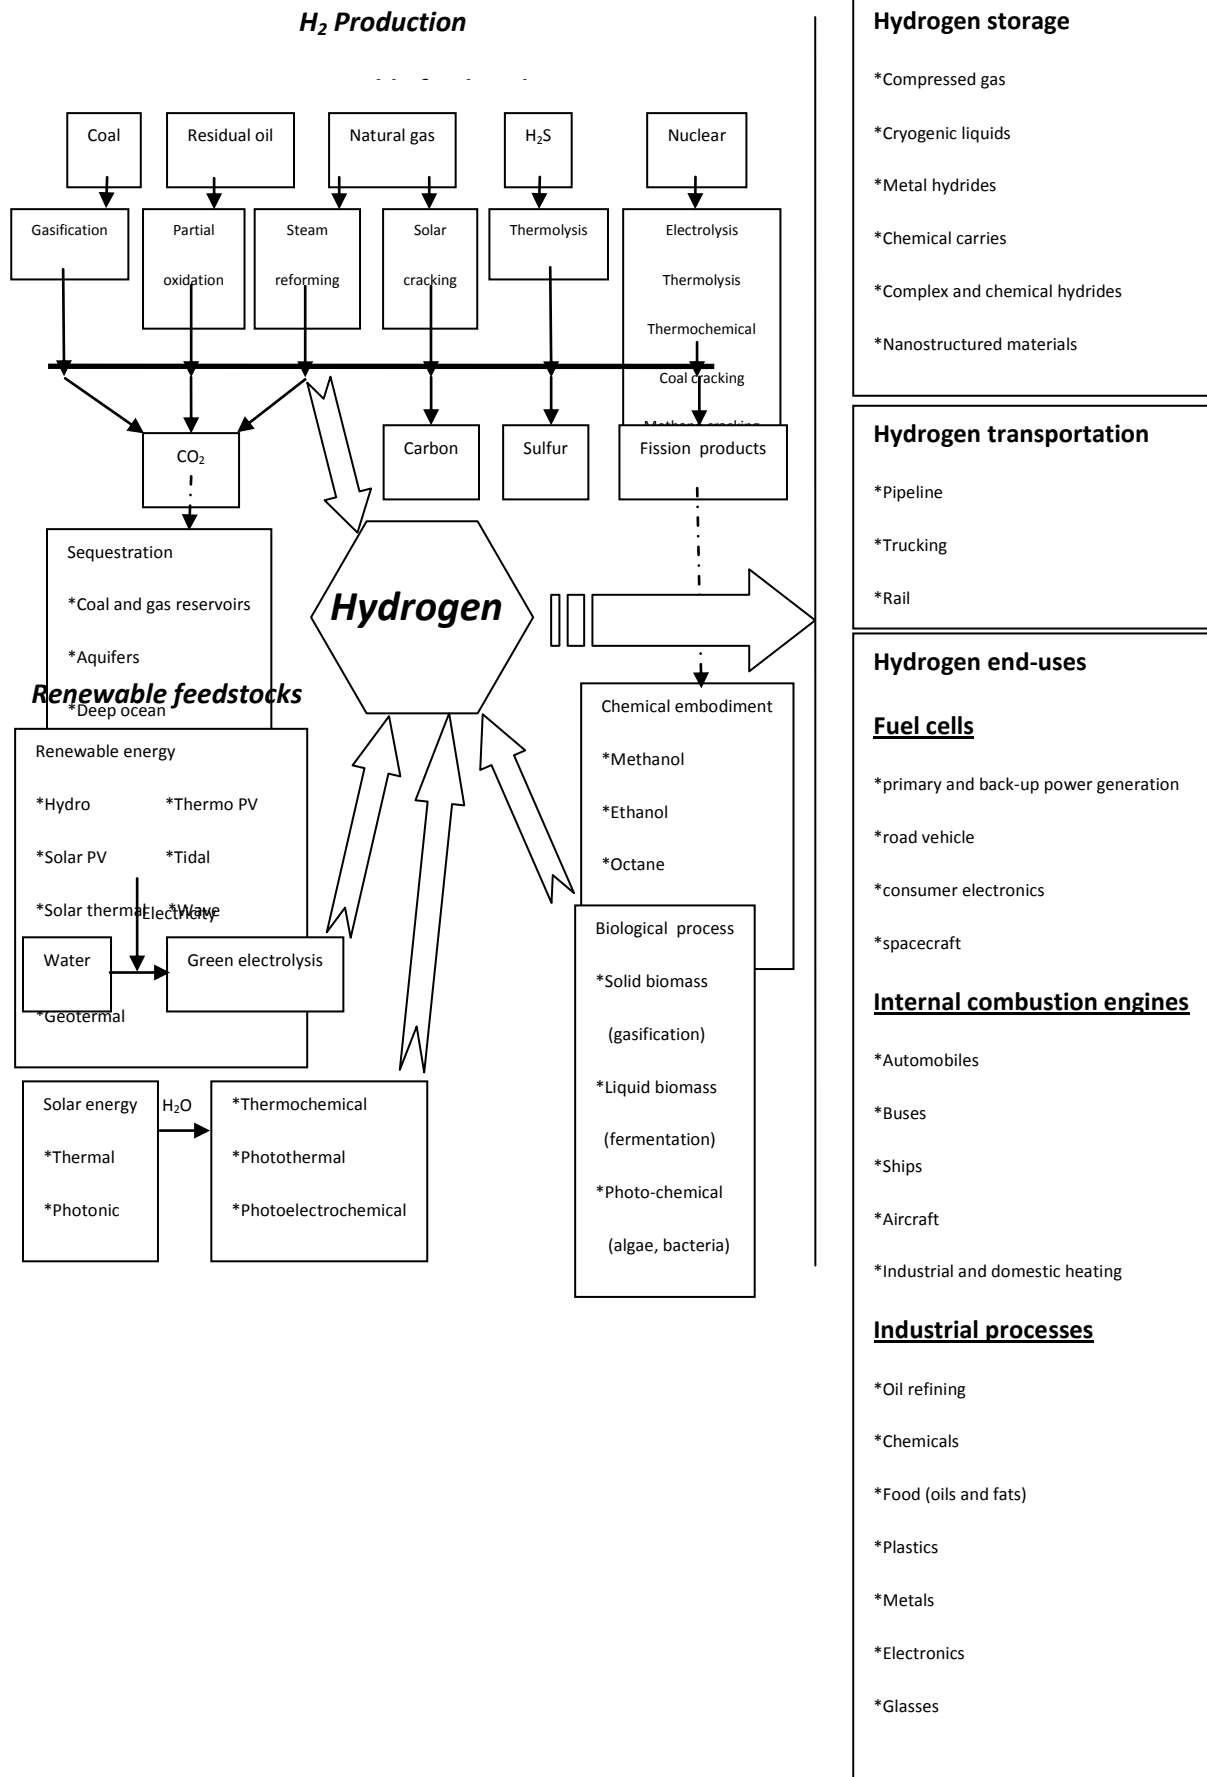 H₂ Production
Coal
Residual oil
Natural gas
H₂S
Nuclear
Gasification
Partial
oxidation
Steam
reforming
Solar
cracking
Thermolysis
Electrolysis
Thermolysis
Thermochemical
Coal cracking
CO₂
Carbon
Sulfur
Fission products
Sequestration
*Coal and gas reservoirs
*Aquifers
*Deep ocean
Hydrogen
Renewable feedstocks
Renewable energy
*Hydro *Thermo PV
*Solar PV *Tidal
*Solar thermal *Wave
Electricity
Water
Green electrolysis
*Geotermal
Solar energy
*Thermal
*Photonic
H₂O
*Thermochemical
*Photothermal
*Photoelectrochemical
Chemical embodiment
*Methanol
*Ethanol
*Octane
Biological process
*Solid biomass
(gasification)
*Liquid biomass
(fermentation)
*Photo-chemical
(algae, bacteria)
Hydrogen storage
*Compressed gas
*Cryogenic liquids
*Metal hydrides
*Chemical carries
*Complex and chemical hydrides
*Nanostructured materials
Hydrogen transportation
*Pipeline
*Trucking
*Rail
Hydrogen end-uses
Fuel cells
*primary and back-up power generation
*road vehicle
*consumer electronics
*spacecraft
Internal combustion engines
*Automobiles
*Buses
*Ships
*Aircraft
*Industrial and domestic heating
Industrial processes
*Oil refining
*Chemicals
*Food (oils and fats)
*Plastics
*Metals
*Electronics
*Glasses